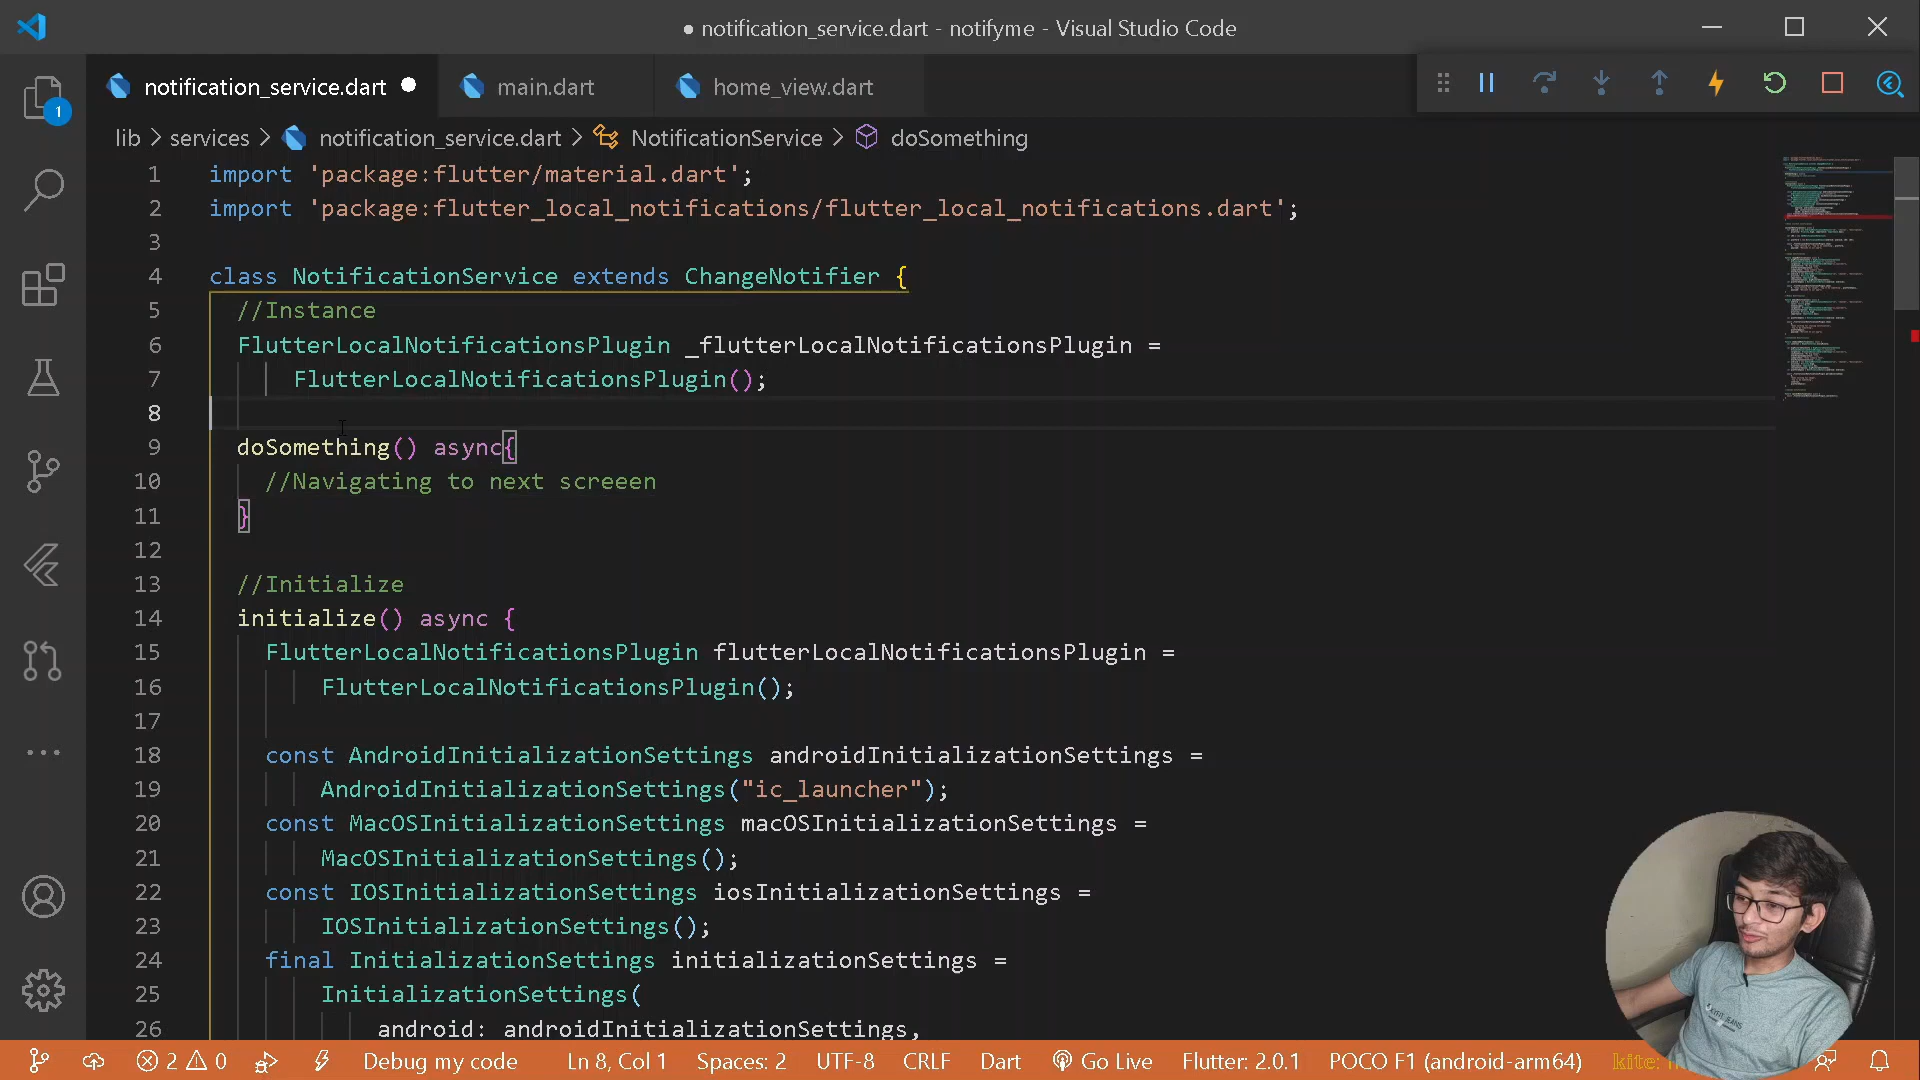 ● notification_service.dart - notifyme - Visual Studio Code
notification_service.dart ●
main.dart
home_view.dart
1
lib > services > notification_service.dart > NotificationService > doSomething
1 import 'package:flutter/material.dart';
2 import 'package:flutter_local_notifications/flutter_local_notifications.dart';
3
4 class NotificationService extends ChangeNotifier {
5 //Instance
6 FlutterLocalNotificationsPlugin _flutterLocalNotificationsPlugin =
7 FlutterLocalNotificationsPlugin();
8
9 doSomething() async{
10 //Navigating to next screeen
11 }
12
13 //Initialize
14 initialize() async {
15 FlutterLocalNotificationsPlugin flutterLocalNotificationsPlugin =
16 FlutterLocalNotificationsPlugin();
17
18 const AndroidInitializationSettings androidInitializationSettings =
19 AndroidInitializationSettings("ic_launcher");
20 const MacOSInitializationSettings macOSInitializationSettings =
21 MacOSInitializationSettings();
22 const IOSInitializationSettings iosInitializationSettings =
23 IOSInitializationSettings();
24 final InitializationSettings initializationSettings =
25 InitializationSettings(
26 android: androidInitializationSettings,
2 0 Debug my code Ln 8, Col 1 Spaces: 2 UTF-8 CRLF Dart Go Live Flutter: 2.0.1 POCO F1 (android-arm64) kite: